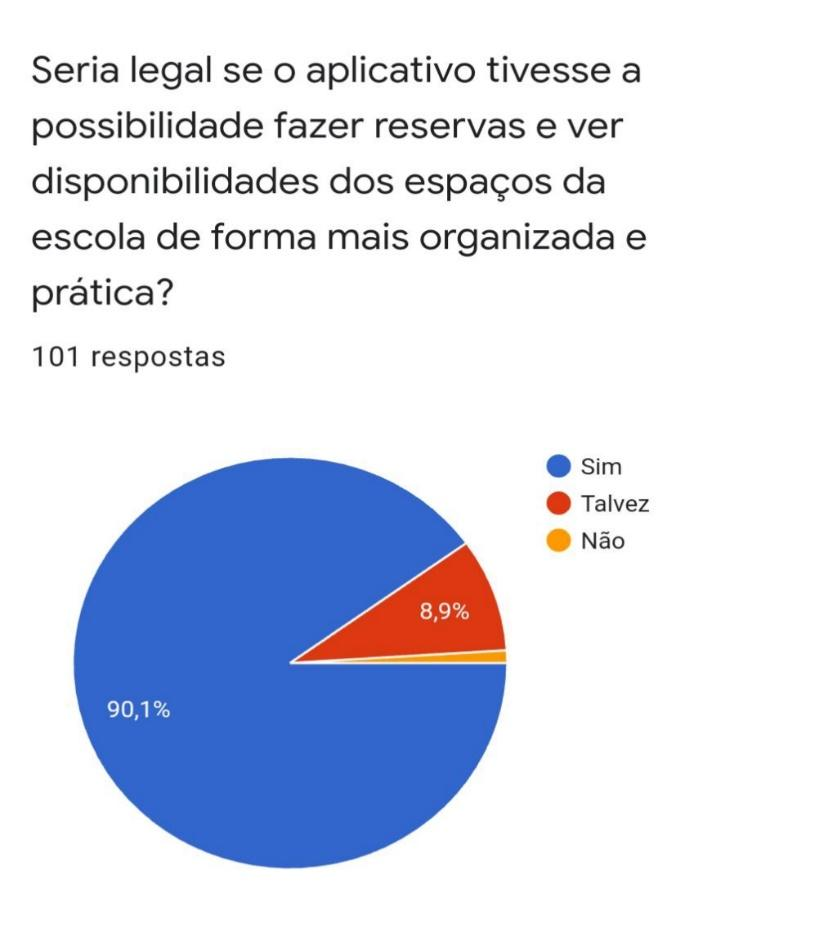 Seria legal se o aplicativo tivesse a
possibilidade fazer reservas e ver
disponibilidades dos espaços da
escola de forma mais organizada e
prática?
101 respostas
Sim
Talvez
Não
8,9%
90,1%